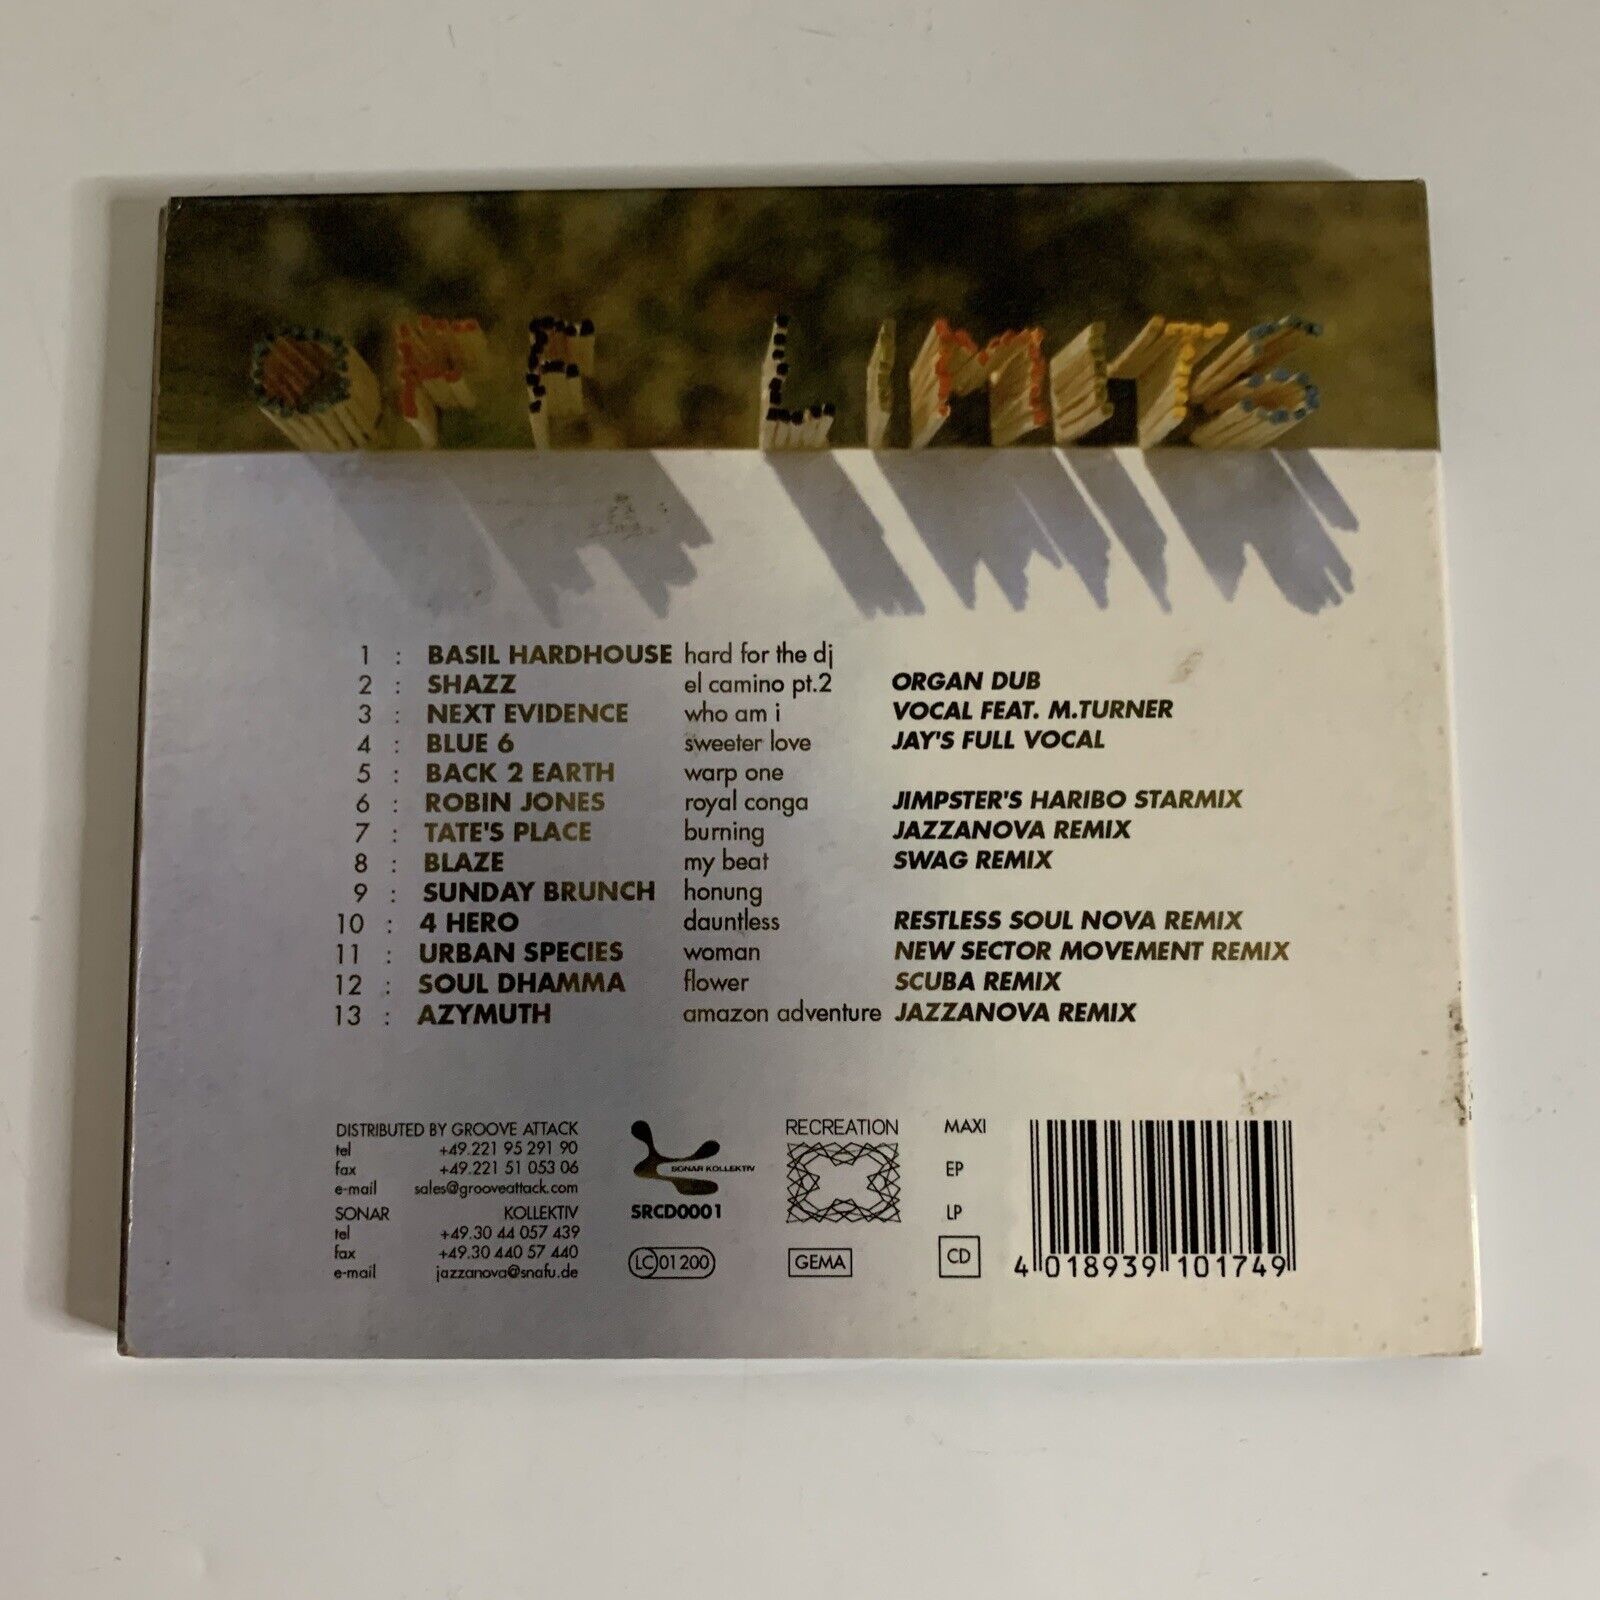 OFF LIMITS
1 : BASIL HARDHOUSE hard for the dj
2 : SHAZZ el camino pt.2 ORGAN DUB
3 : NEXT EVIDENCE who am i VOCAL FEAT. M.TURNER
4 : BLUE 6 sweeter love JAY'S FULL VOCAL
5 : BACK 2 EARTH warp one
6 : ROBIN JONES royal conga JIMPSTER'S HARIBO STARMIX
7 : TATE'S PLACE burning JAZZANOVA REMIX
8 : BLAZE my beat SWAG REMIX
9 : SUNDAY BRUNCH honung
10 : 4 HERO dauntless RESTLESS SOUL NOVA REMIX
11 : URBAN SPECIES woman NEW SECTOR MOVEMENT REMIX
12 : SOUL DHAMMA flower SCUBA REMIX
13 : AZYMUTH amazon adventure JAZZANOVA REMIX
DISTRIBUTED BY GROOVE ATTACK
tel +49.221 95 291 90
fax +49.221 51 053 06
e-mail sales@grooveattack.com
SONAR KOLLEKTIV
tel +49.30 44 057 439
fax +49.30 440 57 440
e-mail jazzanova@snafu.de
SONAR KOLLEKTIV
SRCD0001
LC 01200
RECREATION
GEMA
MAXI
EP
LP
CD
4 018939 101749